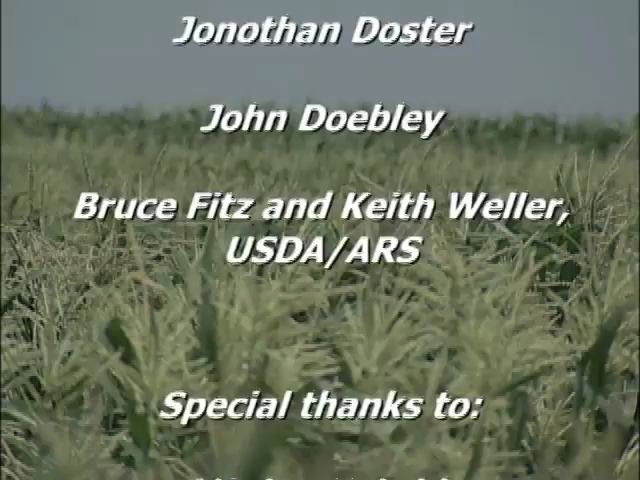 Jonothan Doster
John Doebley
Bruce Fitz and Keith Weller,
USDA/ARS
Special thanks to: